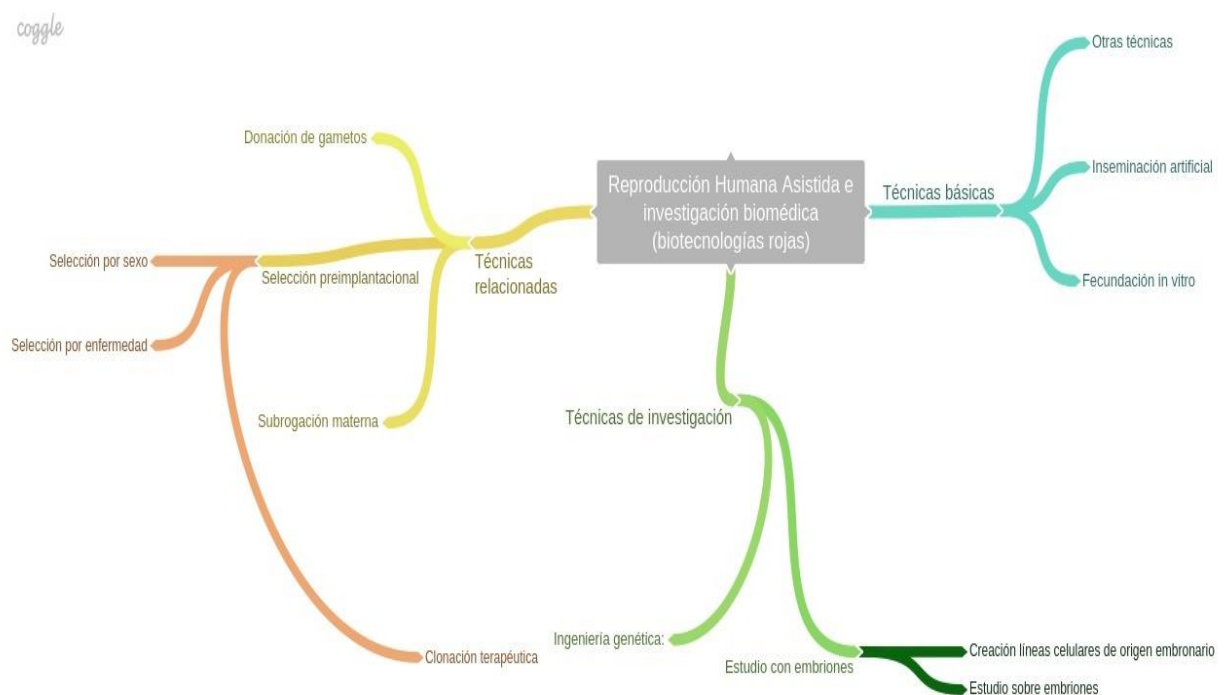 coggle
Reproducción Humana Asistida e
investigación biomédica
(biotecnologías rojas)
Técnicas básicas
Otras técnicas
Inseminación artificial
Fecundación in vitro
Técnicas
relacionadas
Donación de gametos
Selección preimplantacional
Selección por sexo
Selección por enfermedad
Clonación terapéutica
Subrogación materna
Técnicas de investigación
Ingeniería genética:
Estudio con embriones
Creación líneas celulares de origen embronario
Estudio sobre embriones